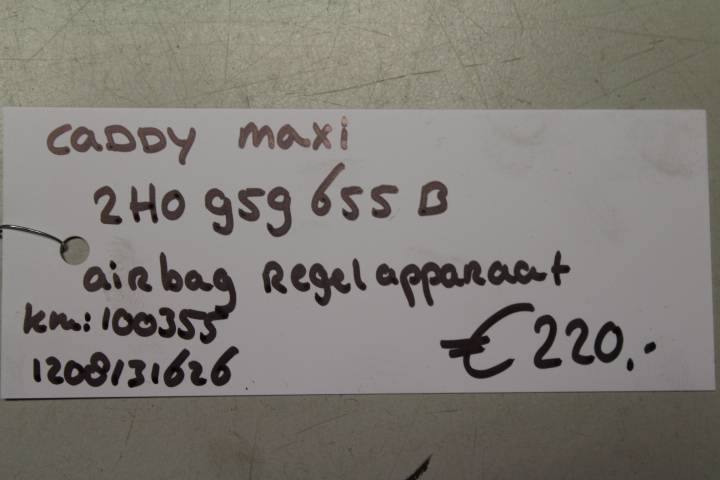 CADDY maxi
2H0 959 655 B
airbag Regelapparaat
km: 100355
1208131626
€ 220,-